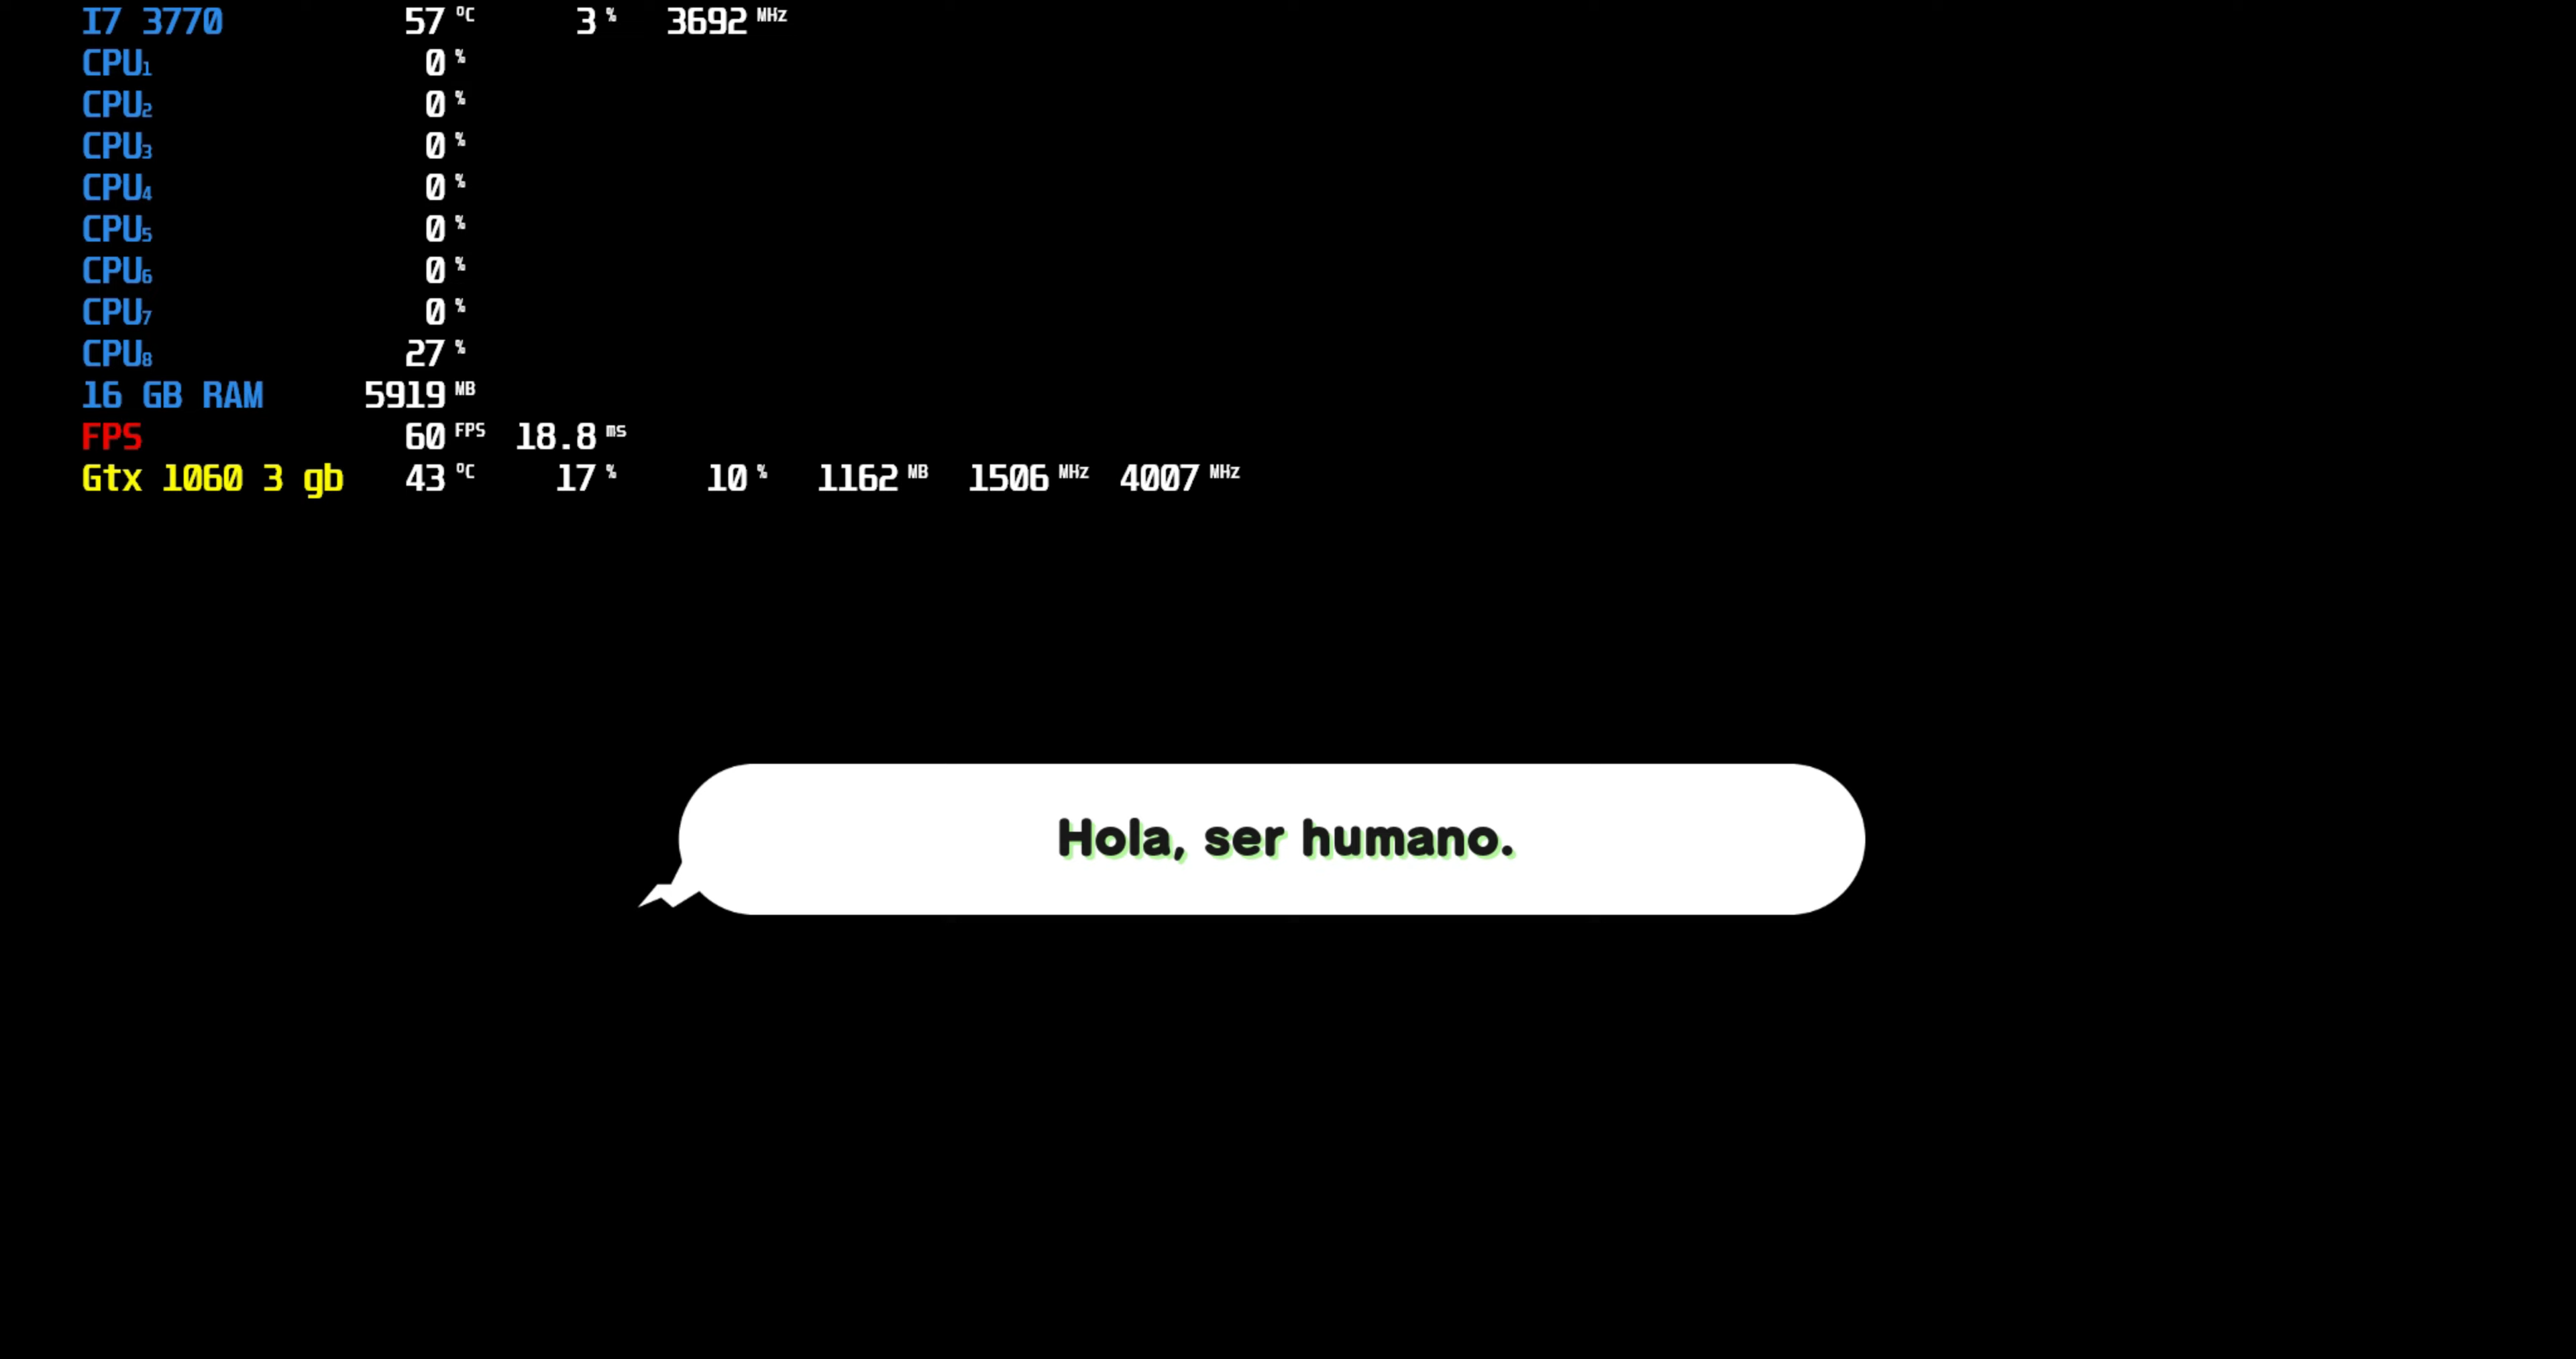 I7 3770 57 °C 3 % 3692 MHz
CPU1 0 %
CPU2 0 %
CPU3 0 %
CPU4 0 %
CPU5 0 %
CPU6 0 %
CPU7 0 %
CPU8 27 %
16 GB RAM 5919 MB
FPS 60 FPS 18.8 ms
Gtx 1060 3 gb 43 °C 17 % 10 % 1162 MB 1506 MHz 4007 MHz
Hola, ser humano.